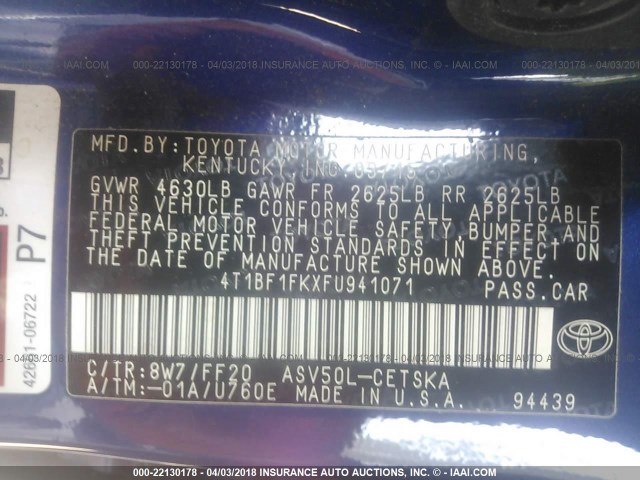 000-22130178 - 04/03/2018 INSURANCE AUTO AUCTIONS, INC. - © IAAI.COM
MFD.BY:TOYOTA MOTOR MANUFACTURING,
KENTUCKY, INC.
GVWR 4630LB GAWR FR 2625LB RR 2625LB
THIS VEHICLE CONFORMS TO ALL APPLICABLE
FEDERAL MOTOR VEHICLE SAFETY, BUMPER AND
THEFT PREVENTION STANDARDS IN EFFECT ON
THE DATE OF MANUFACTURE SHOWN ABOVE.
4T1BF1FKXFU941071 PASS.CAR
C/TR:8W7/FF20 ASV50L-CETSKA
A/TM:-01A/U760E MADE IN U.S.A. 94439
TOYOTA
P7
06722
000-22130178 - 04/03/2018 INSURANCE AUTO AUCTIONS, INC. - © IAAI.COM